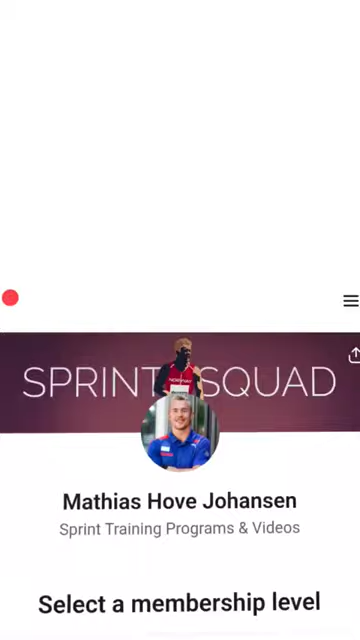 SPRINT SQUAD
Mathias Hove Johansen
Sprint Training Programs & Videos
Select a membership level